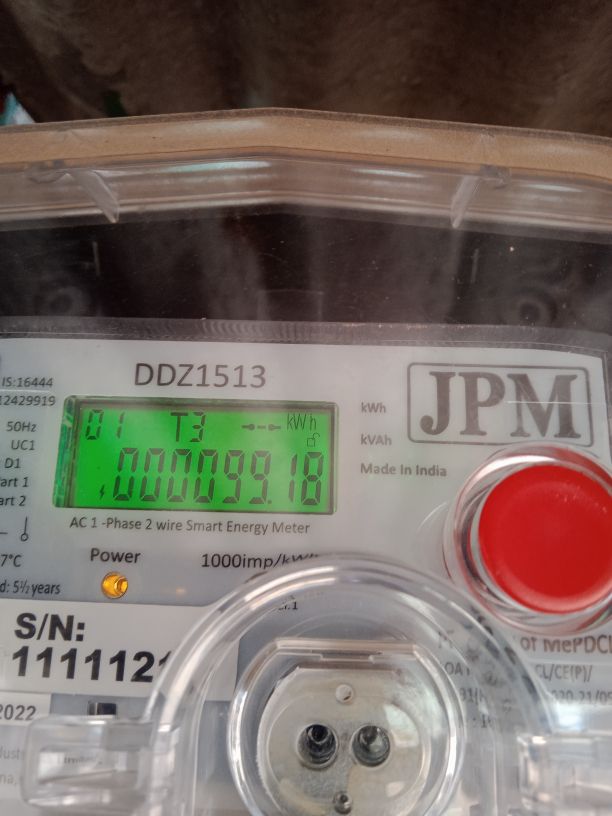 IS:16444
12429919
DDZ1513
50Hz
UC1
D1
art 1
art 2
01 T3 kWh
000099.18
kWh
kVAh
JPM
Made In India
AC 1 -Phase 2 wire Smart Energy Meter
7°C
Power
1000imp/kW
d: 5½ years
S/N:
111112
of MePDCL
CL/CE(P)/
2022